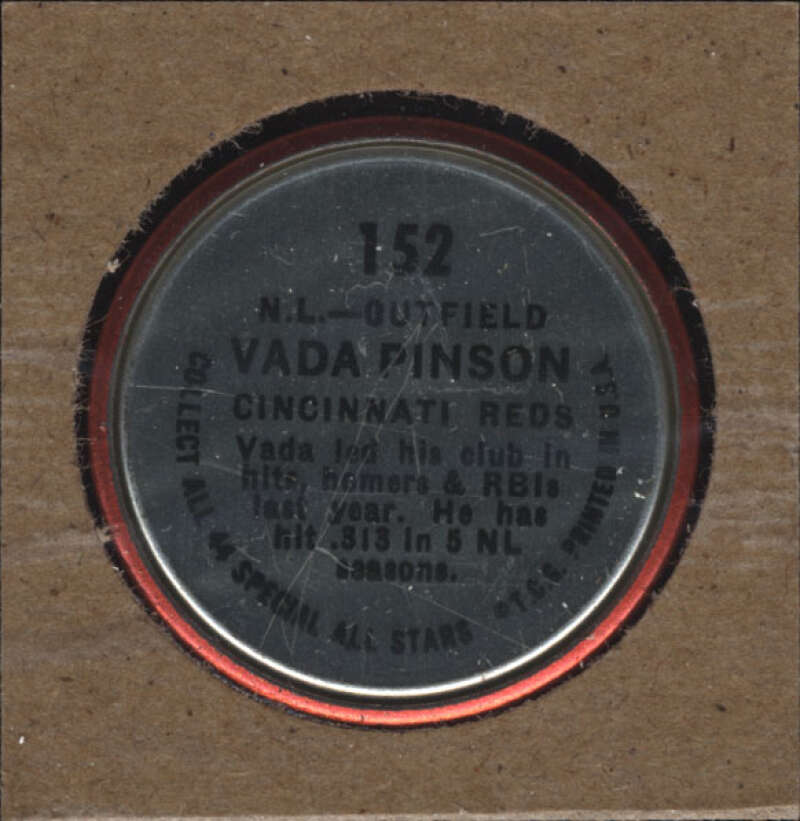 152
N.L.—OUTFIELD
VADA PINSON
CINCINNATI REDS
Vada led his club in
hits, homers & RBIs
last year. He has
hit .313 in 5 NL
seasons.
COLLECT ALL 44 SPECIAL ALL STARS ©T.C.G. PRINTED IN U.S.A.